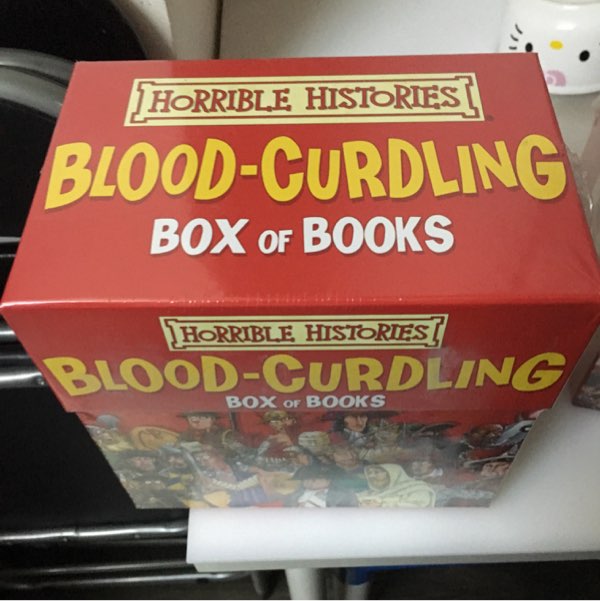 HORRIBLE HISTORIES
BLOOD-CURDLING
BOX OF BOOKS
HORRIBLE HISTORIES
BLOOD-CURDLING
BOX OF BOOKS